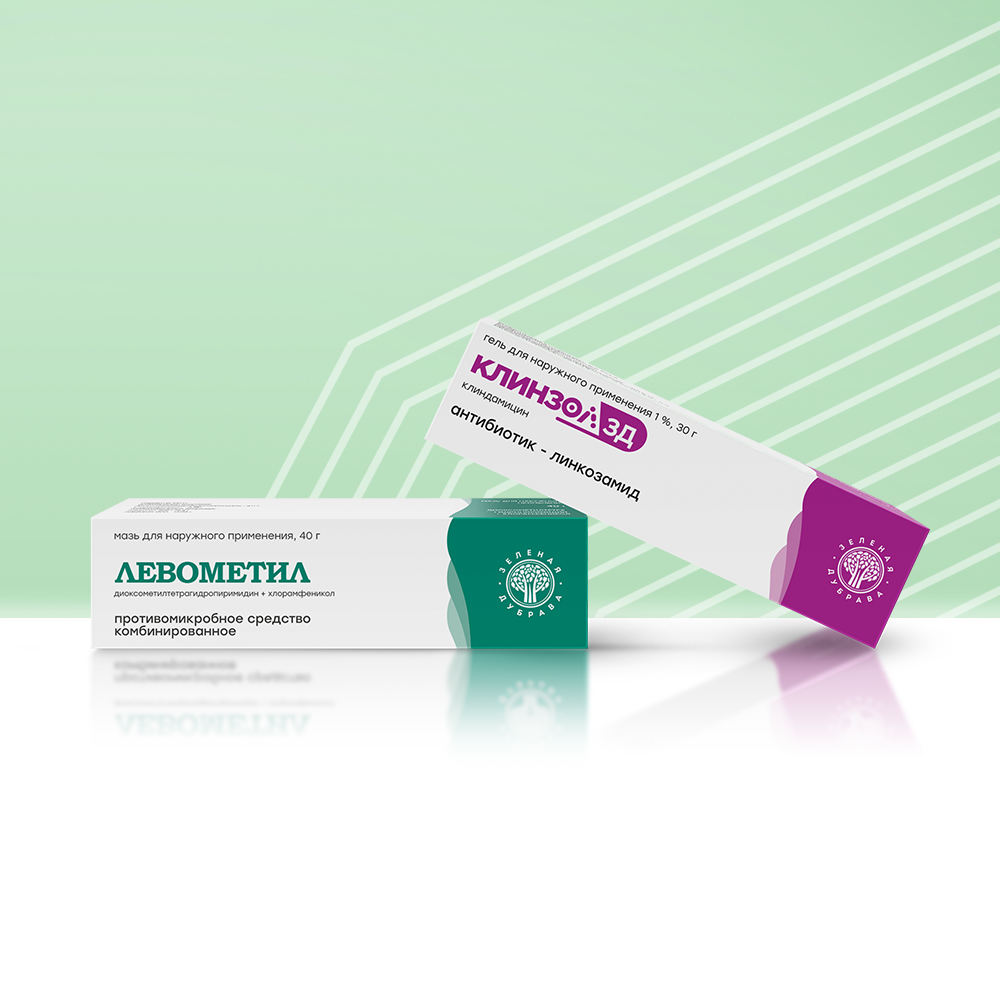 гель для наружного применения 1 %, 30 г
КЛИНЗОЛ ЗД
клиндамицин
антибиотик - линкозамид
ЗЕЛЕНАЯ
ДУБРАВА
мазь для наружного применения, 40 г
ЛЕВОМЕТИЛ
диоксометилтетрагидропиримидин + хлорамфеникол
противомикробное средство
комбинированное
ЗЕЛЕНАЯ
ДУБРАВА